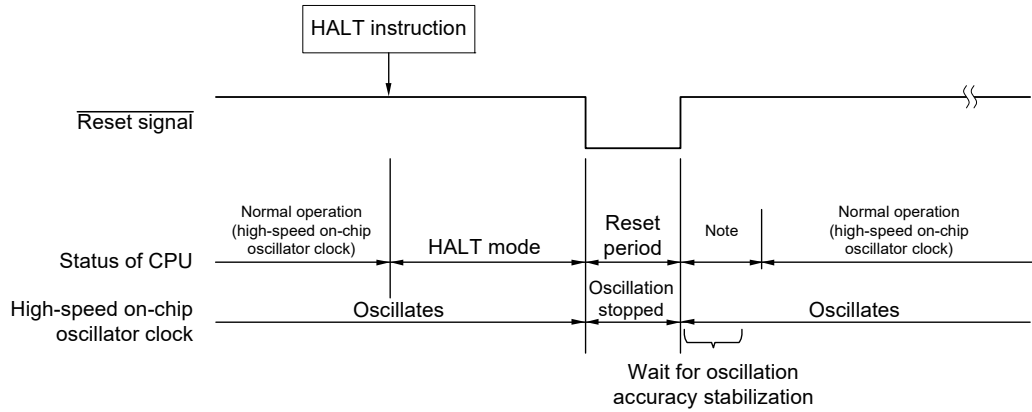 HALT instruction
Reset signal
Normal operation
(high-speed on-chip
oscillator clock)
HALT mode
Reset
period
Note
Normal operation
(high-speed on-chip
oscillator clock)
Status of CPU
High-speed on-chip
oscillator clock
Oscillates
Oscillation
stopped
Oscillates
Wait for oscillation
accuracy stabilization